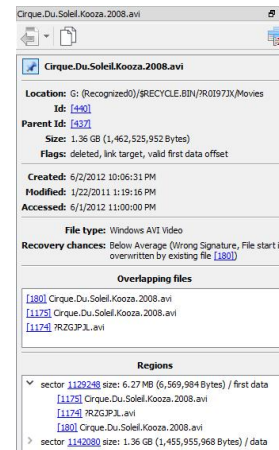 Cirque.Du.Soleil.Kooza.2008.avi
Cirque.Du.Soleil.Kooza.2008.avi
Location: G: (Recognized0)/$RECYCLE.BIN/?R0I97JX/Movies
Id: [440]
Parent Id: [437]
Size: 1.36 GB (1,462,525,952 Bytes)
Flags: deleted, link target, valid first data offset
Created: 6/2/2012 10:06:31 PM
Modified: 1/22/2011 1:19:16 PM
Accessed: 6/1/2012 11:00:00 PM
File type: Windows AVI Video
Recovery chances: Below Average (Wrong Signature, File start i
overwritten by existing file [180])
Overlapping files
[180] Cirque.Du.Soleil.Kooza.2008.avi
[1175] Cirque.Du.Soleil.Kooza.2008.avi
[1174] ?RZGJPJL.avi
Regions
sector 1129248 size: 6.27 MB (6,569,984 Bytes) / first data
[1175] Cirque.Du.Soleil.Kooza.2008.avi
[1174] ?RZGJPJL.avi
[180] Cirque.Du.Soleil.Kooza.2008.avi
sector 1142080 size: 1.36 GB (1,455,955,968 Bytes) / data